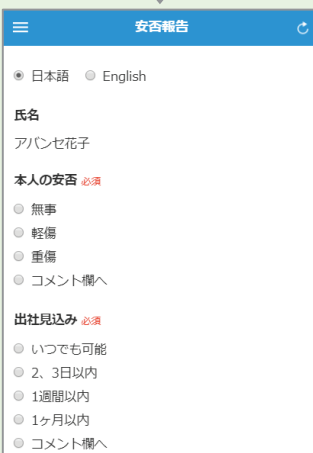 安否報告
日本語 English
氏名
アバンセ花子
本人の安否 必須
無事
軽傷
重傷
コメント欄へ
出社見込み 必須
いつでも可能
2、3日以内
1週間以内
1ヶ月以内
コメント欄へ